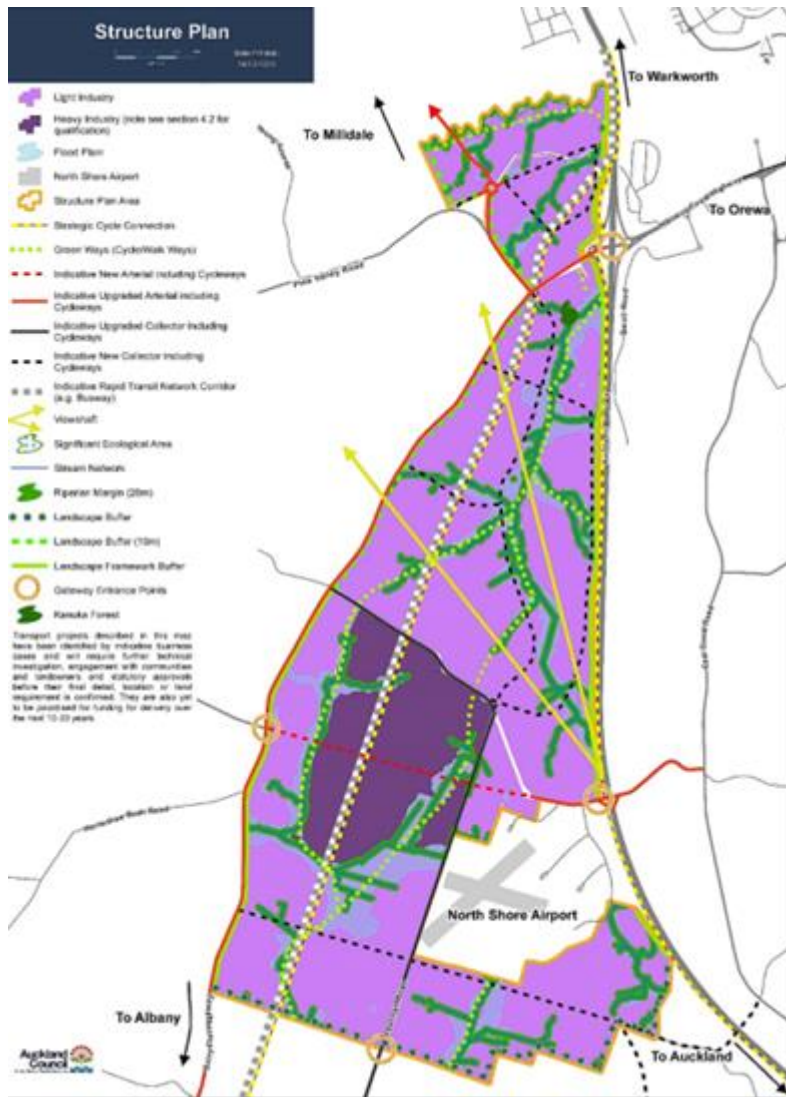 Structure Plan
Light Industry
Heavy Industry (note see section 4.2 for
qualification)
Flood Plain
North Shore Airport
Structure Plan Area
Strategic Cycle Connection
Green Ways (Cycle/Walk Ways)
Indicative New Arterial including Cycleways
Indicative Upgraded Arterial including
Cycleways
Indicative Upgraded Collector including
Cycleways
Indicative New Collector including
Cycleways
Indicative Rapid Transit Network Corridor
(e.g. Busway)
Viewshaft
Significant Ecological Area
Stream Network
Riparian Margin (20m)
Landscape Buffer
Landscape Buffer (10m)
Landscape Framework Buffer
Gateway Entrance Points
Kanuka Forest
Transport projects described in this map
have been identified by indicative business
cases and will require further technical
investigation, engagement with communities
and landowners and statutory approvals
before their final detail, location or land
requirement is confirmed. They are also yet
to be prioritised for funding for delivery over
the next 10-30 years.
To Warkworth
To Milldale
To Orewa
Pine Valley Road
Horseshoe Bush Road
North Shore Airport
To Albany
To Auckland
Auckland
Council